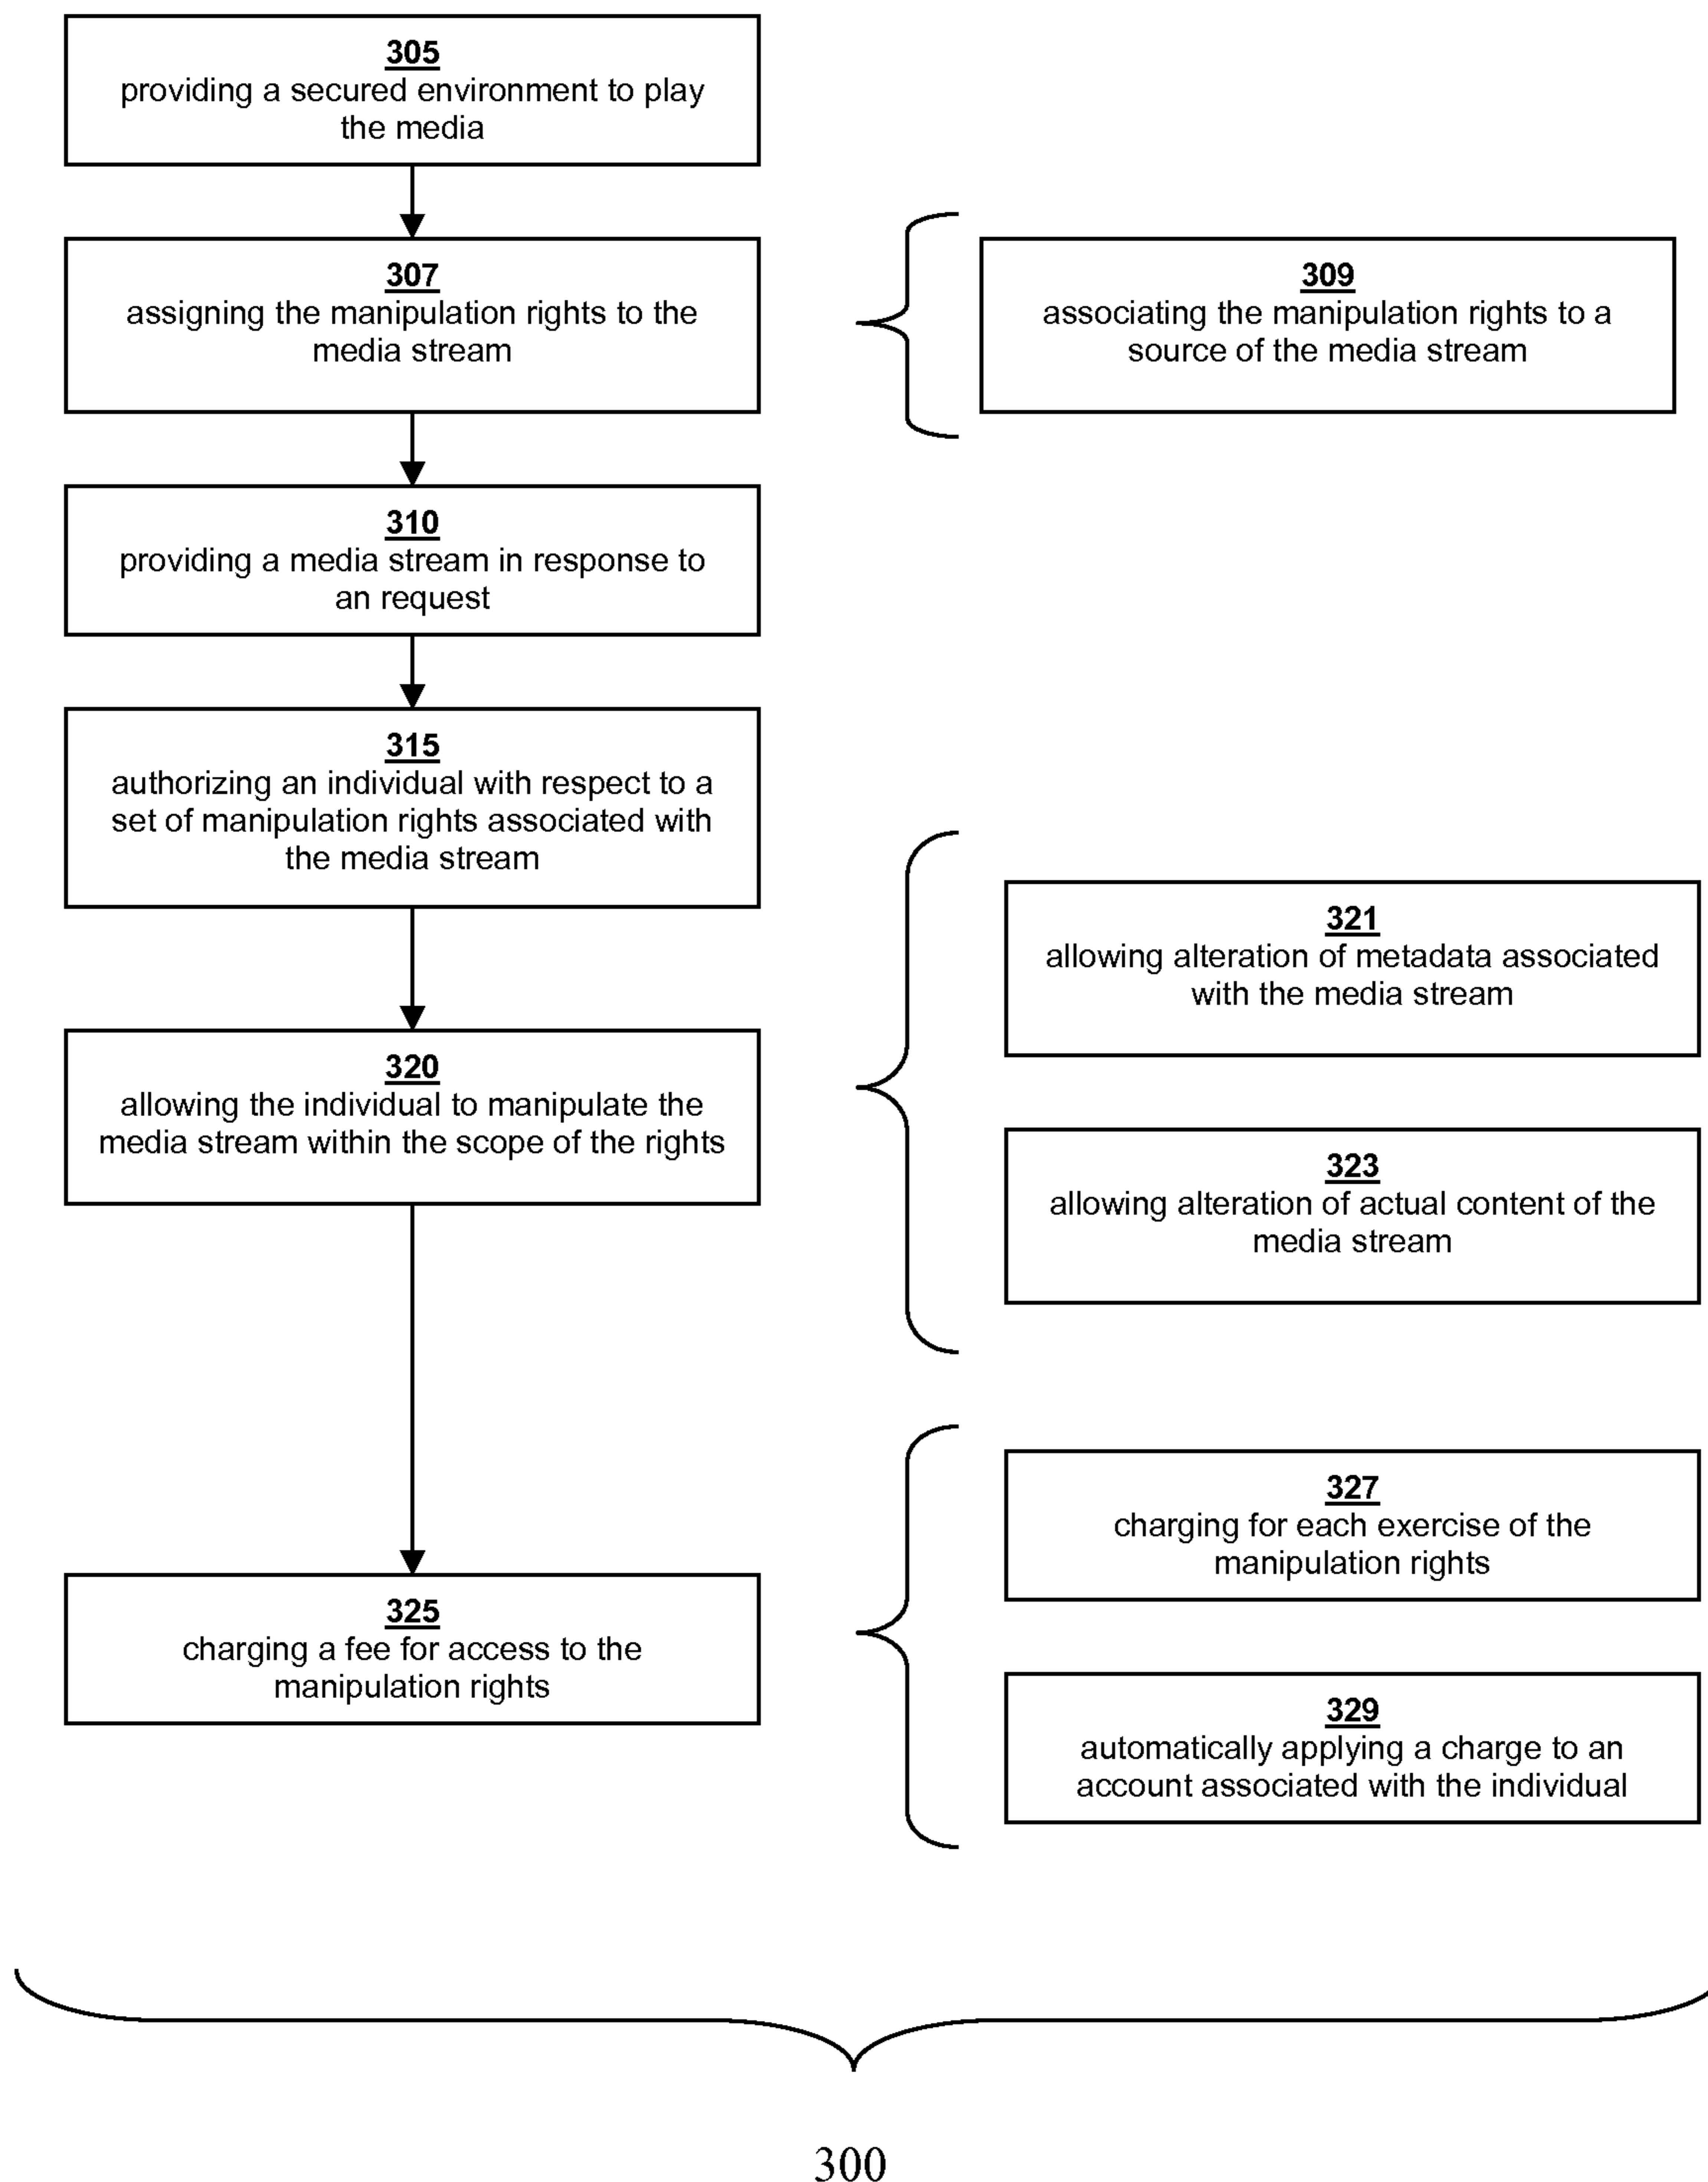 305
providing a secured environment to play
the media
307
assigning the manipulation rights to the
media stream
309
associating the manipulation rights to a
source of the media stream
310
providing a media stream in response to
an request
315
authorizing an individual with respect to a
set of manipulation rights associated with
the media stream
320
allowing the individual to manipulate the
media stream within the scope of the rights
321
allowing alteration of metadata associated
with the media stream
323
allowing alteration of actual content of the
media stream
325
charging a fee for access to the
manipulation rights
327
charging for each exercise of the
manipulation rights
329
automatically applying a charge to an
account associated with the individual
300